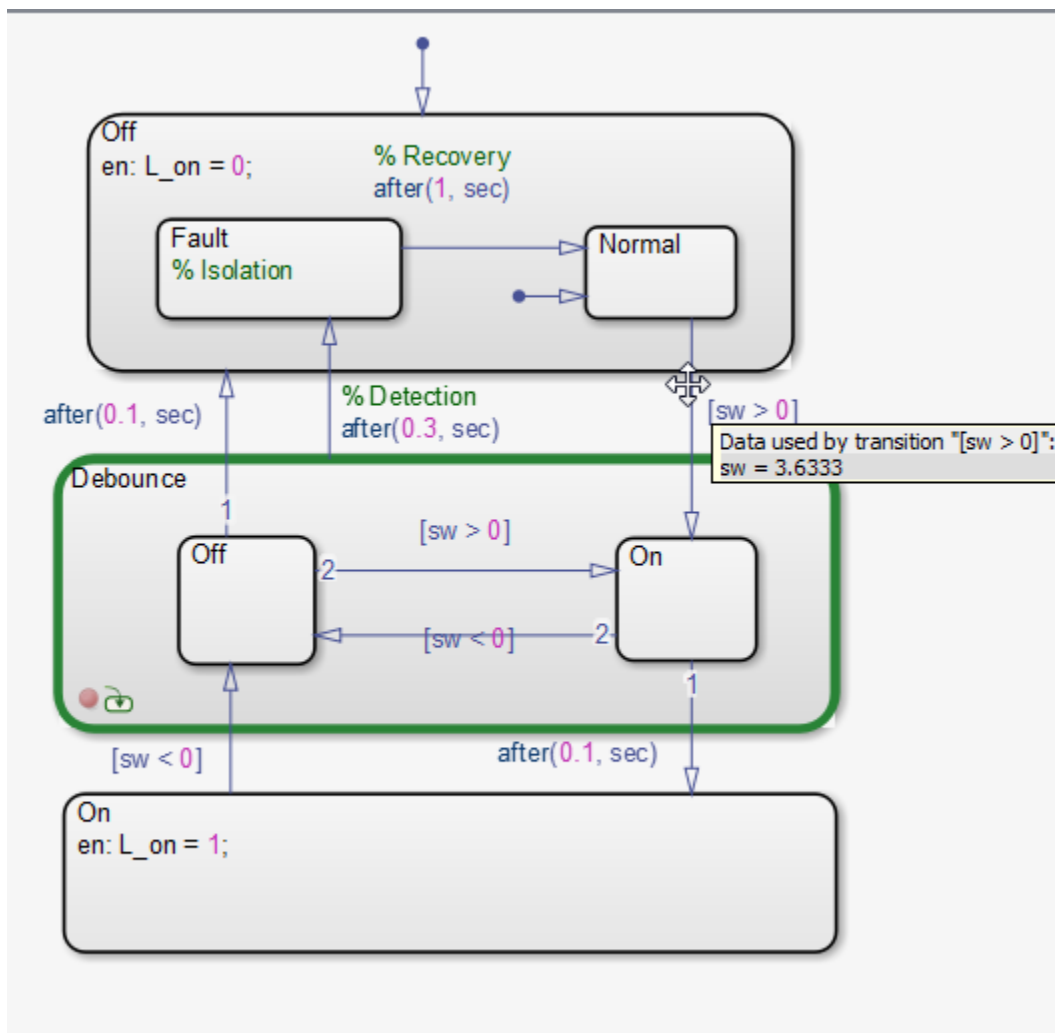 Off
en: L_on = 0;
% Recovery
after(1, sec)
Fault
% Isolation
Normal
after(0.1, sec)
% Detection
after(0.3, sec)
[sw > 0]
Data used by transition "[sw > 0]":
sw = 3.6333
Debounce
1
Off
[sw > 0]
2
On
[sw < 0]
2
1
[sw < 0]
after(0.1, sec)
On
en: L_on = 1;